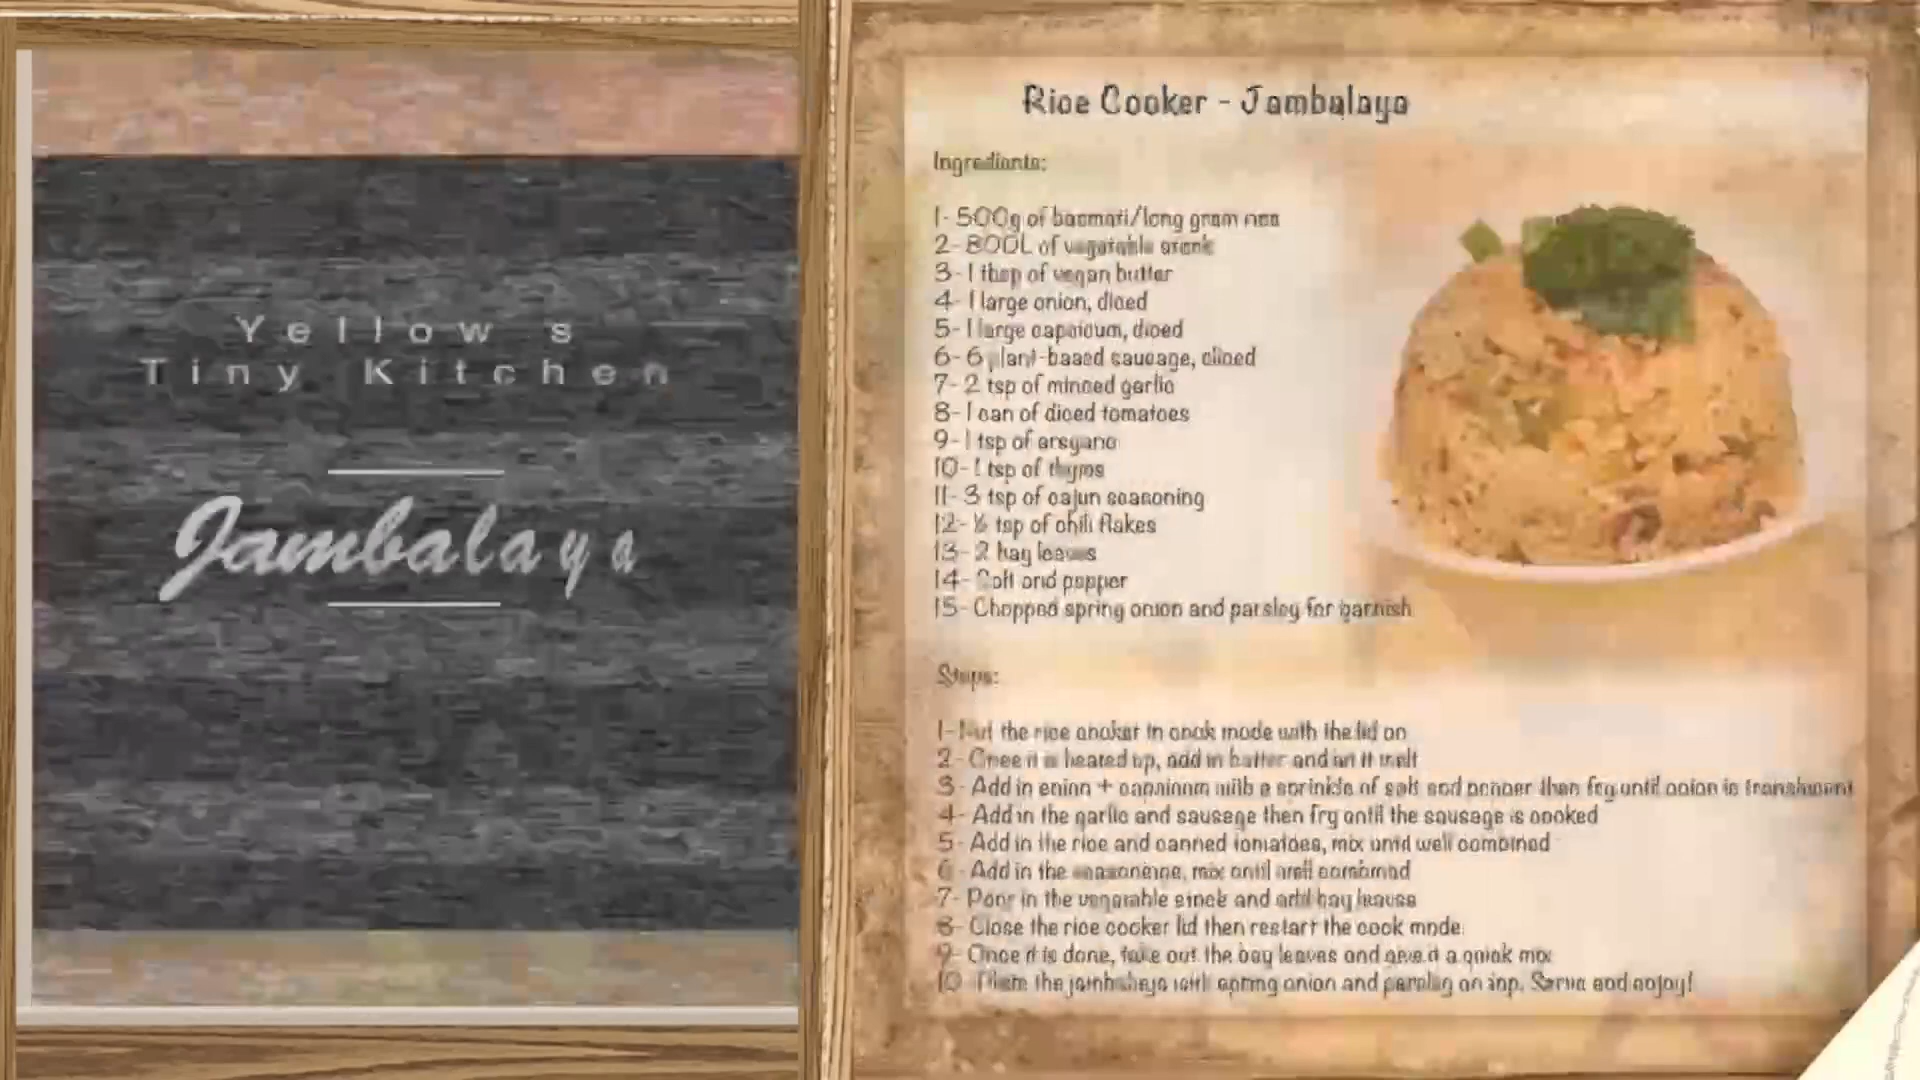 Yellow s
Tiny Kitchen
Jambalaya
Rice Cooker - Jambalaya
Ingredients:
1- 500g of basmati/long gram rice
2- 800L of vegetable stock
3- 1 tbsp of vegan butter
4- 1 large onion, diced
5- 1 large capsicum, diced
6- 6 plant-based sausage, sliced
7- 2 tsp of minced garlic
8- 1 can of diced tomatoes
9- 1 tsp of oregano
10- 1 tsp of thyme
11- 3 tsp of cajun seasoning
12- ½ tsp of chili flakes
13- 2 bay leaves
14- Salt and pepper
15- Chopped spring onion and parsley for garnish
Steps:
1- Put the rice cooker in cook mode with the lid on
2- Once it is heated up, add in butter and let it melt
3- Add in onion + capsicum with a sprinkle of salt and pepper then fry until onion is translucent
4- Add in the garlic and sausage then fry until the sausage is cooked
5- Add in the rice and canned tomatoes, mix until well combined
6- Add in the seasonings, mix until well combined
7- Pour in the vegetable stock and add bay leaves
8- Close the rice cooker lid then restart the cook mode
9- Once it is done, take out the bay leaves and give it a quick mix
10- Plate the jambalaya with spring onion and parsley on top. Serve and enjoy!